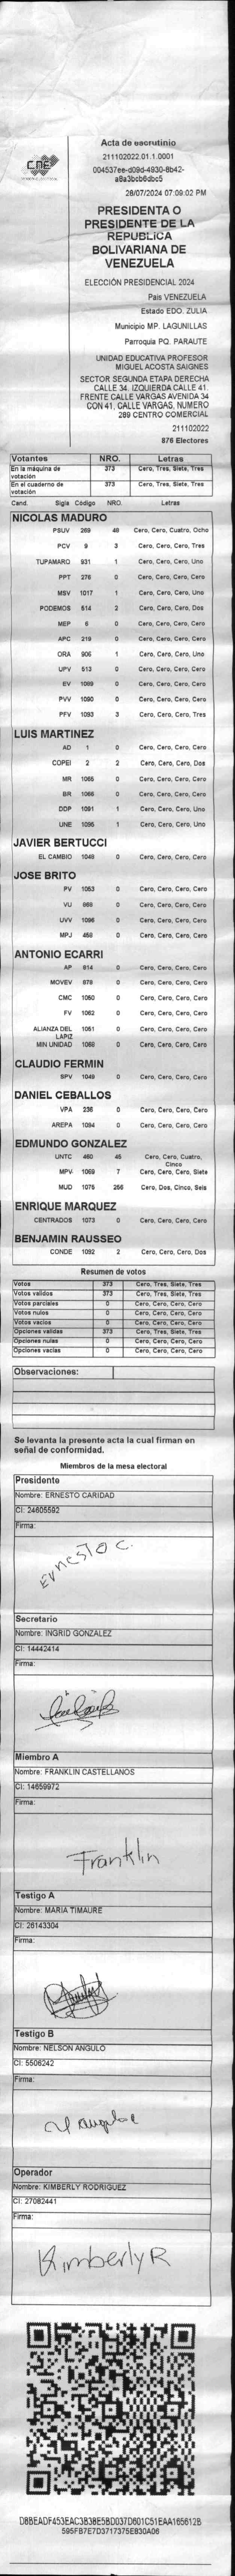 CNE
Acta de escrutinio
211102022.01.1.0001
004537ee-d09d-4930-8b42-
a8a3bcb6dbc5
28/07/2024 07:09:02 PM
PRESIDENTA O
PRESIDENTE DE LA
REPUBLICA
BOLIVARIANA DE
VENEZUELA
ELECCIÓN PRESIDENCIAL 2024
Pais VENEZUELA
Estado EDO. ZULIA
Municipio MP. LAGUNILLAS
Parroquia PQ. PARAUTE
UNIDAD EDUCATIVA PROFESOR
MIGUEL ACOSTA SAIGNES
SECTOR SEGUNDA ETAPA DERECHA
CALLE 34. IZQUIERDA CALLE 41.
FRENTE CALLE VARGAS AVENIDA 34
CON 41, CALLE VARGAS, NUMERO
289 CENTRO COMERCIAL
211102022
876 Electores
Votantes NRO. Letras
En la máquina de votación 373 Cero, Tres, Siete, Tres
En el cuaderno de votación 373 Cero, Tres, Siete, Tres
Cand. Sigla Código NRO. Letras
NICOLAS MADURO
PSUV 269 48 Cero, Cero, Cuatro, Ocho
PCV 9 3 Cero, Cero, Cero, Tres
TUPAMARO 931 1 Cero, Cero, Cero, Uno
PPT 276 0 Cero, Cero, Cero, Cero
MSV 1017 1 Cero, Cero, Cero, Uno
PODEMOS 514 2 Cero, Cero, Cero, Dos
MEP 6 0 Cero, Cero, Cero, Cero
APC 219 0 Cero, Cero, Cero, Cero
ORA 906 1 Cero, Cero, Cero, Uno
UPV 613 0 Cero, Cero, Cero, Cero
EV 1089 0 Cero, Cero, Cero, Cero
PVV 1090 0 Cero, Cero, Cero, Cero
PFV 1093 3 Cero, Cero, Cero, Tres
LUIS MARTINEZ
AD 1 0 Cero, Cero, Cero, Cero
COPEI 2 2 Cero, Cero, Cero, Dos
MR 1065 0 Cero, Cero, Cero, Cero
BR 1066 0 Cero, Cero, Cero, Cero
DDP 1091 1 Cero, Cero, Cero, Uno
UNE 1095 1 Cero, Cero, Cero, Uno
JAVIER BERTUCCI
EL CAMBIO 1048 0 Cero, Cero, Cero, Cero
JOSE BRITO
PV 1053 0 Cero, Cero, Cero, Cero
VU 868 0 Cero, Cero, Cero, Cero
UVV 1096 0 Cero, Cero, Cero, Cero
MPJ 458 0 Cero, Cero, Cero, Cero
ANTONIO ECARRI
AP 814 0 Cero, Cero, Cero, Cero
MOVEV 878 0 Cero, Cero, Cero, Cero
CMC 1050 0 Cero, Cero, Cero, Cero
FV 1062 0 Cero, Cero, Cero, Cero
ALIANZA DEL LAPIZ 1051 0 Cero, Cero, Cero, Cero
MIN UNIDAD 1068 0 Cero, Cero, Cero, Cero
CLAUDIO FERMIN
SPV 1049 0 Cero, Cero, Cero, Cero
DANIEL CEBALLOS
VPA 236 0 Cero, Cero, Cero, Cero
AREPA 1094 0 Cero, Cero, Cero, Cero
EDMUNDO GONZALEZ
UNTC 460 45 Cero, Cero, Cuatro, Cinco
MPV 1069 7 Cero, Cero, Cero, Siete
MUD 1075 256 Cero, Dos, Cinco, Seis
ENRIQUE MARQUEZ
CENTRADOS 1073 0 Cero, Cero, Cero, Cero
BENJAMIN RAUSSEO
CONDE 1092 2 Cero, Cero, Cero, Dos
Resumen de votos
Votos 373 Cero, Tres, Siete, Tres
Votos validos 373 Cero, Tres, Siete, Tres
Votos parciales 0 Cero, Cero, Cero, Cero
Votos nulos 0 Cero, Cero, Cero, Cero
Votos vacios 0 Cero, Cero, Cero, Cero
Opciones validas 373 Cero, Tres, Siete, Tres
Opciones nulas 0 Cero, Cero, Cero, Cero
Opciones vacias 0 Cero, Cero, Cero, Cero
Observaciones:
Se levanta la presente acta la cual firman en
señal de conformidad.
Miembros de la mesa electoral
Presidente
Nombre: ERNESTO CARIDAD
CI: 24605592
Firma:
Ernesto C.
Secretario
Nombre: INGRID GONZALEZ
CI: 14442414
Firma:
Miembro A
Nombre: FRANKLIN CASTELLANOS
CI: 14659972
Firma:
Franklin
Testigo A
Nombre: MARIA TIMAURE
CI: 26143304
Firma:
Testigo B
Nombre: NELSON ANGULO
CI: 5506242
Firma:
N Angulo
Operador
Nombre: KIMBERLY RODRIGUEZ
CI: 27082441
Firma:
Kimberly R
D8BEADF453EAC3B38E5BD037D601C51EAA165612B
595FB7E7D3717375E830A06